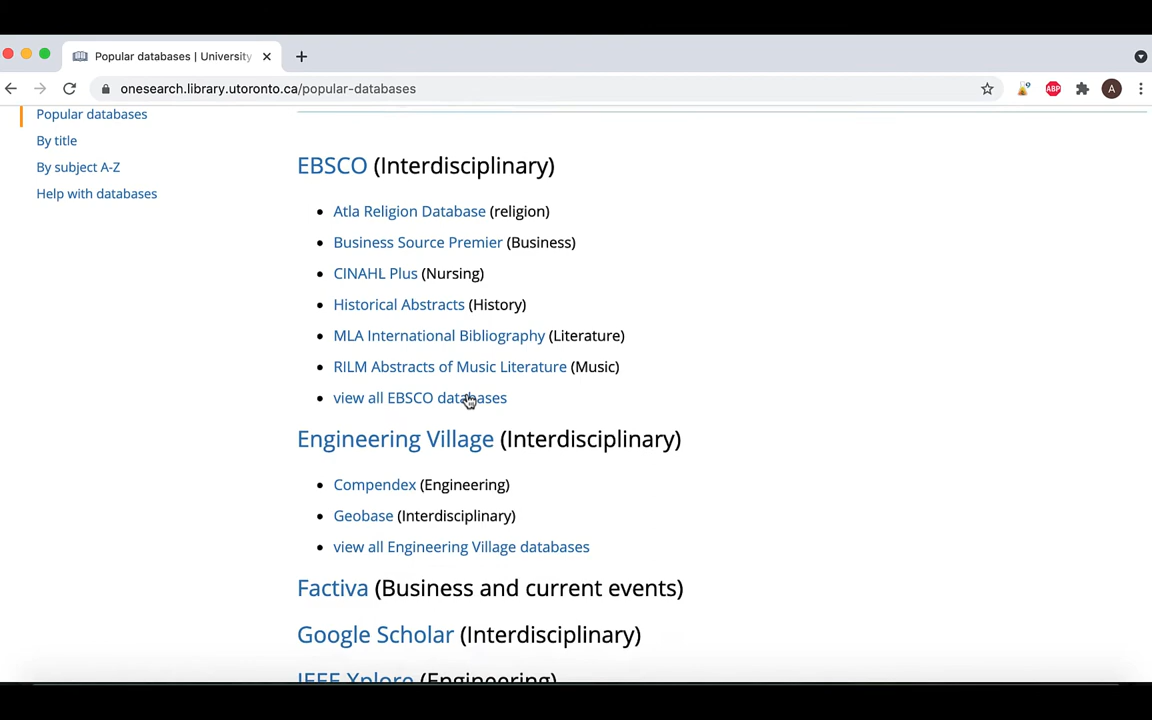 Popular databases | University
onesearch.library.utoronto.ca/popular-databases
ABP
A
Popular databases
By title
By subject A-Z
Help with databases
EBSCO (Interdisciplinary)
Atla Religion Database (religion)
Business Source Premier (Business)
CINAHL Plus (Nursing)
Historical Abstracts (History)
MLA International Bibliography (Literature)
RILM Abstracts of Music Literature (Music)
view all EBSCO databases
Engineering Village (Interdisciplinary)
Compendex (Engineering)
Geobase (Interdisciplinary)
view all Engineering Village databases
Factiva (Business and current events)
Google Scholar (Interdisciplinary)
IEEE Xplore (Engineering)